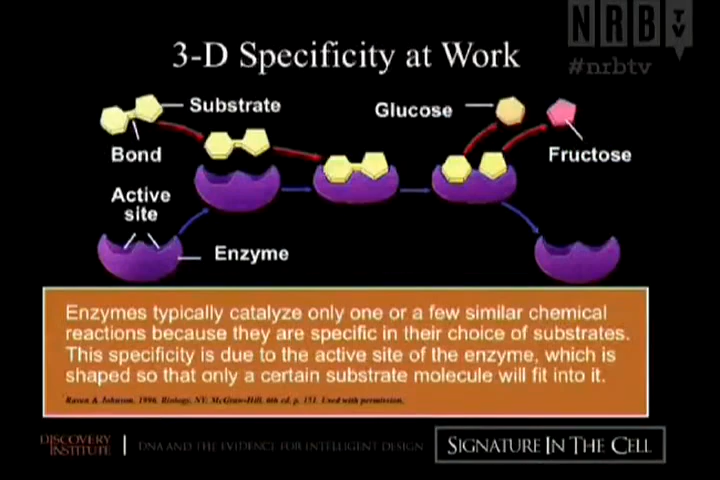 NRB TV
#nrbtv
3-D Specificity at Work
Substrate
Glucose
Bond
Fructose
Active
site
Enzyme
Enzymes typically catalyze only one or a few similar chemical
reactions because they are specific in their choice of substrates.
This specificity is due to the active site of the enzyme, which is
shaped so that only a certain substrate molecule will fit into it.
Raven & Johnson, 1996. Biology, NY: McGraw-Hill, 6th ed, p. 151. Used with permission.
DISCOVERY
INSTITUTE
DNA AND THE EVIDENCE FOR INTELLIGENT DESIGN
SIGNATURE IN THE CELL